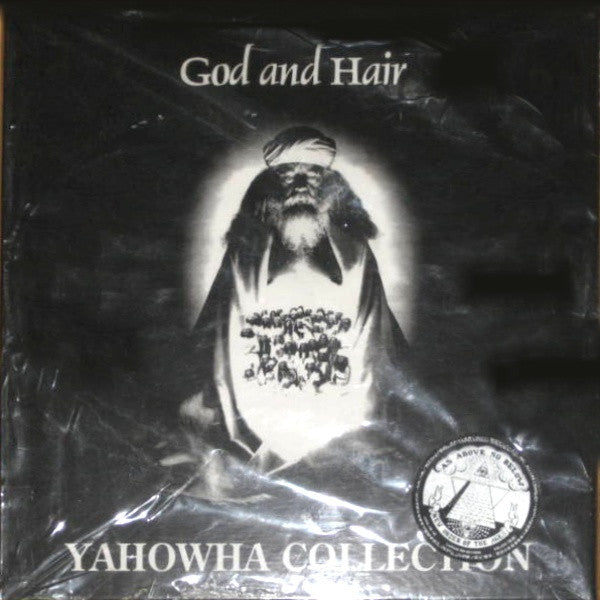 God and Hair
YAHOWHA COLLECTION
AS ABOVE SO BELOW